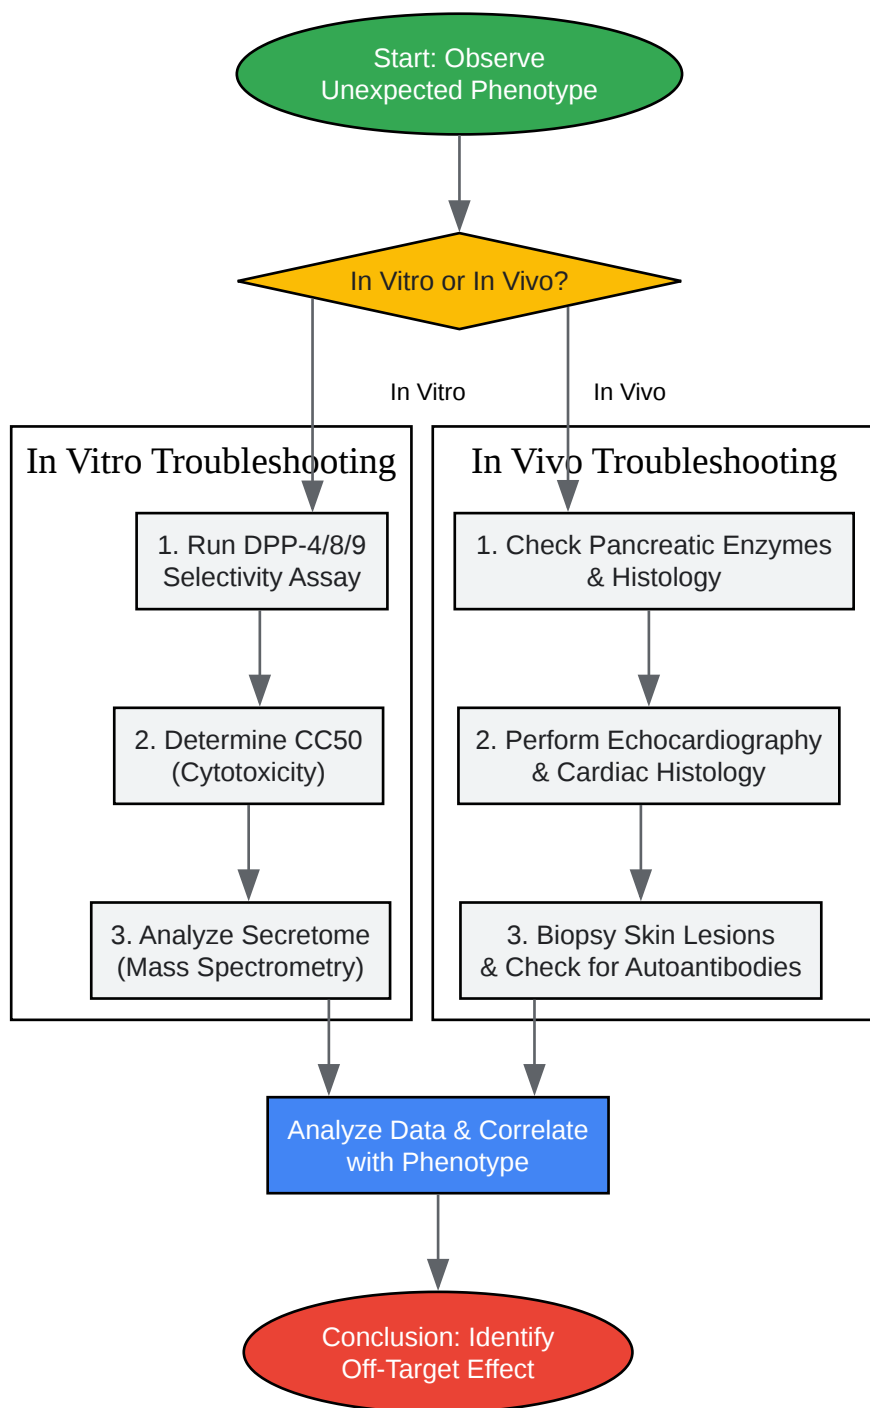 Start: Observe
Unexpected Phenotype
In Vitro or In Vivo?
In Vitro
In Vivo
In Vitro Troubleshooting
1. Run DPP-4/8/9
Selectivity Assay
2. Determine CC50
(Cytotoxicity)
3. Analyze Secretome
(Mass Spectrometry)
In Vivo Troubleshooting
1. Check Pancreatic Enzymes
& Histology
2. Perform Echocardiography
& Cardiac Histology
3. Biopsy Skin Lesions
& Check for Autoantibodies
Analyze Data & Correlate
with Phenotype
Conclusion: Identify
Off-Target Effect